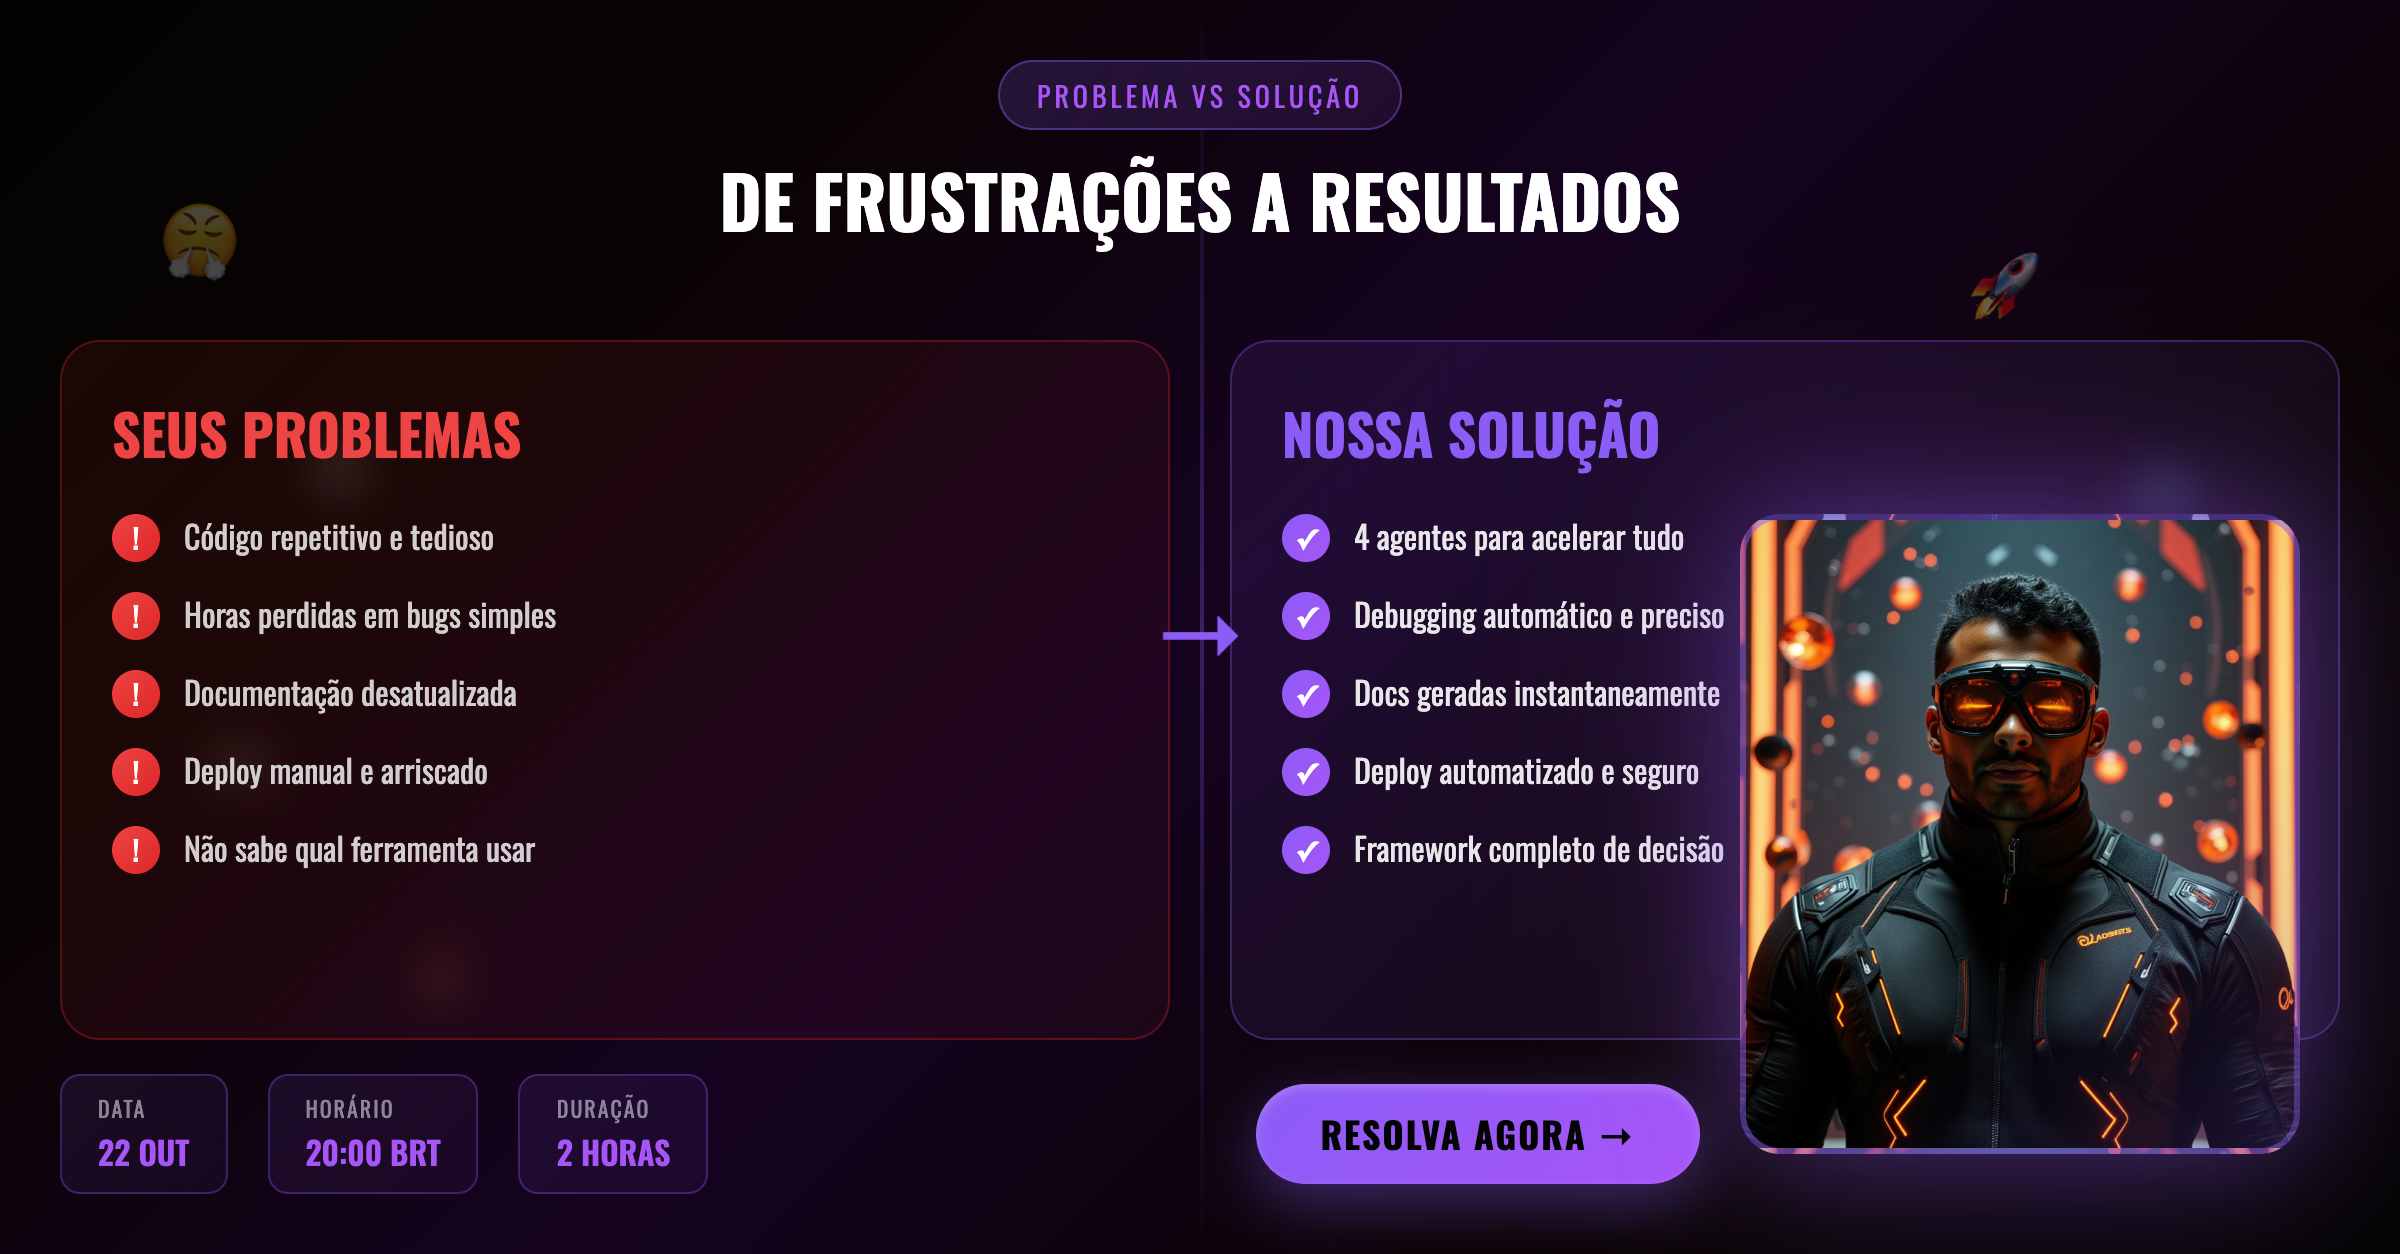 PROBLEMA VS SOLUÇÃO
DE FRUSTRAÇÕES A RESULTADOS
SEUS PROBLEMAS
! Código repetitivo e tedioso
! Horas perdidas em bugs simples
! Documentação desatualizada
! Deploy manual e arriscado
! Não sabe qual ferramenta usar
→
NOSSA SOLUÇÃO
✓ 4 agentes para acelerar tudo
✓ Debugging automático e preciso
✓ Docs geradas instantaneamente
✓ Deploy automatizado e seguro
✓ Framework completo de decisão
DATA
22 OUT
HORÁRIO
20:00 BRT
DURAÇÃO
2 HORAS
RESOLVA AGORA →